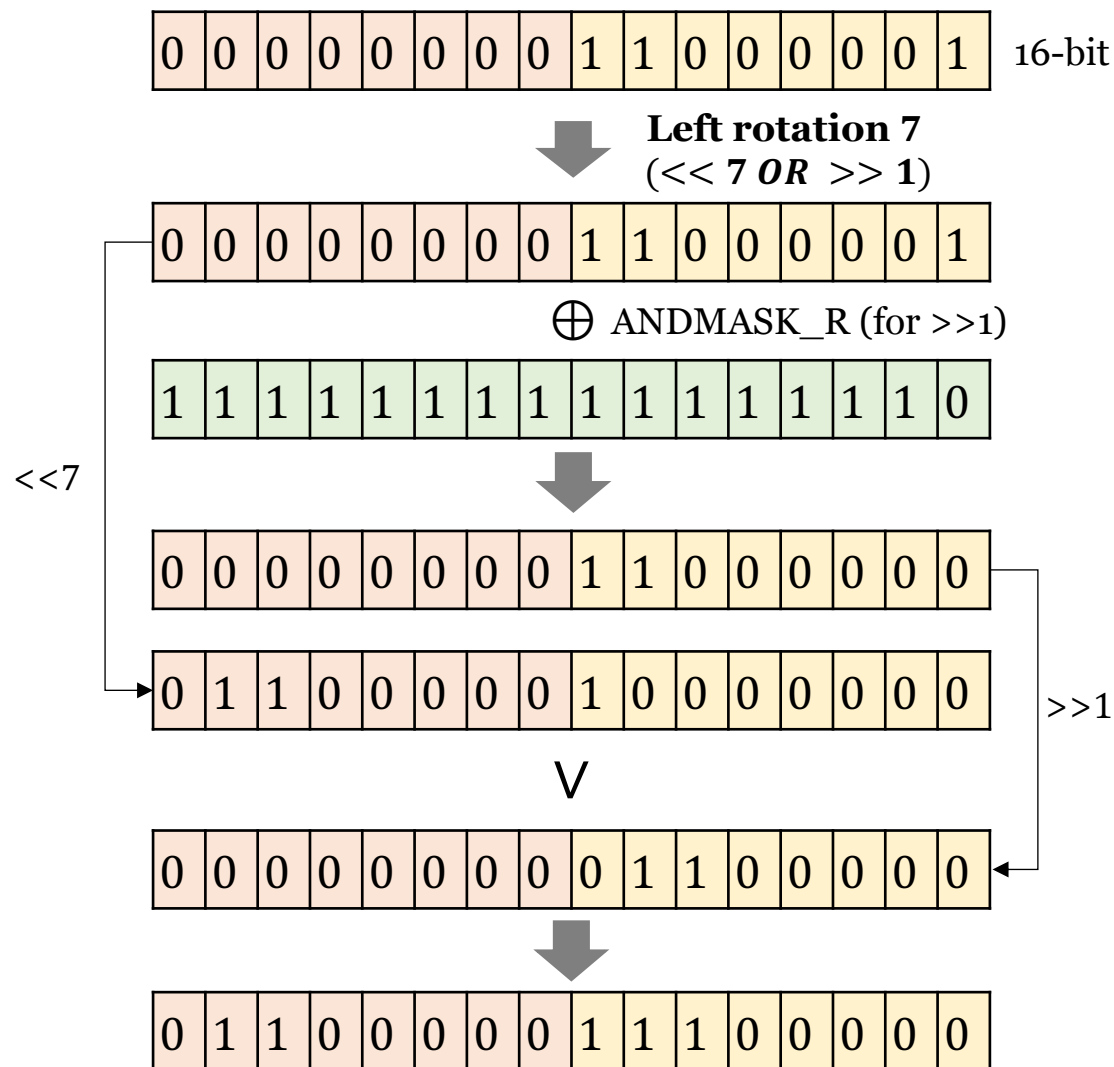 0 0 0 0 0 0 0 0 1 1 0 0 0 0 0 1 16-bit
Left rotation 7
(<< 7 OR >> 1)
0 0 0 0 0 0 0 0 1 1 0 0 0 0 0 1
⊕ ANDMASK_R (for >>1)
1 1 1 1 1 1 1 1 1 1 1 1 1 1 1 0
<<7
0 0 0 0 0 0 0 0 1 1 0 0 0 0 0 0
0 1 1 0 0 0 0 0 1 0 0 0 0 0 0 0
>>1
∨
0 0 0 0 0 0 0 0 0 1 1 0 0 0 0 0
0 1 1 0 0 0 0 0 1 1 1 0 0 0 0 0